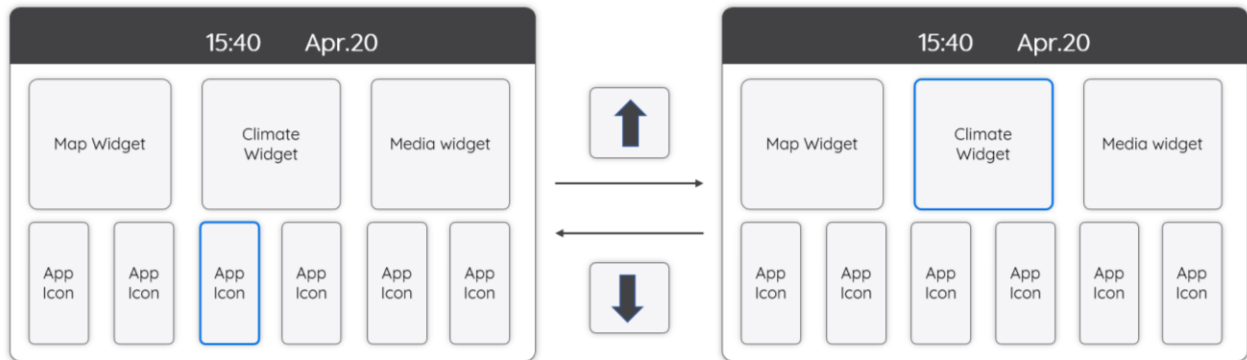 15:40 Apr.20
Map Widget
Climate
Widget
Media widget
App
Icon
App
Icon
App
Icon
App
Icon
App
Icon
App
Icon
15:40 Apr.20
Map Widget
Climate
Widget
Media widget
App
Icon
App
Icon
App
Icon
App
Icon
App
Icon
App
Icon